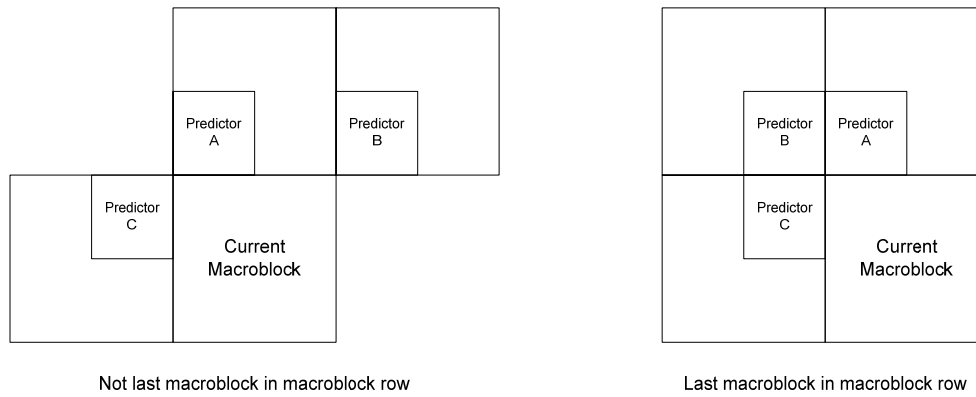 Predictor
A
Predictor
B
Predictor
C
Current
Macroblock
Not last macroblock in macroblock row
Predictor
B
Predictor
A
Predictor
C
Current
Macroblock
Last macroblock in macroblock row